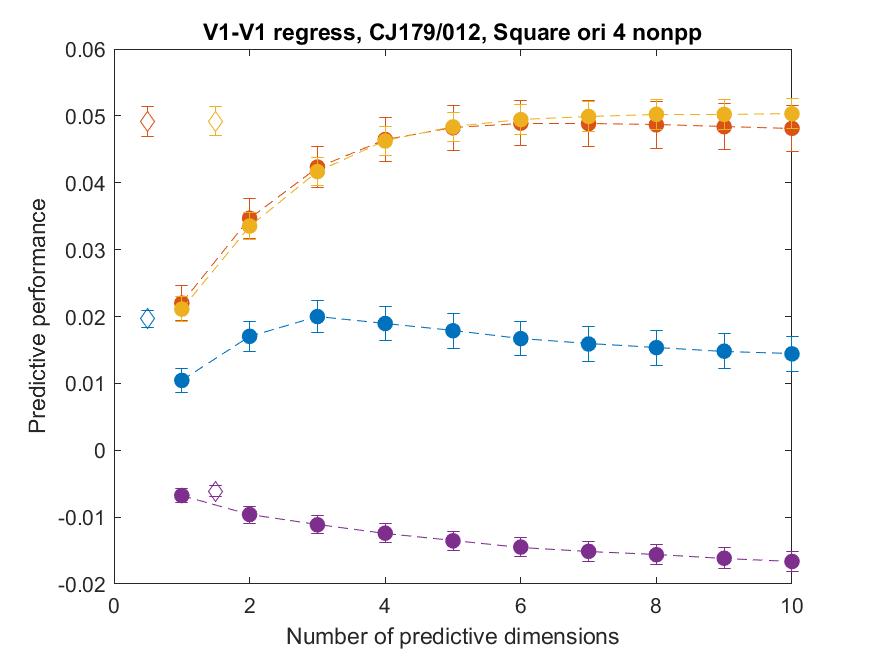 V1-V1 regress, CJ179/012, Square ori 4 nonpp
0.06
0.05
0.04
0.03
0.02
0.01
0
-0.01
-0.02
0 2 4 6 8 10
Predictive performance
Number of predictive dimensions